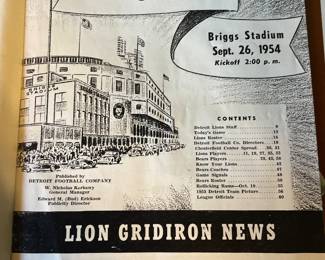 Briggs Stadium
Sept. 26, 1954
Kickoff 2:00 p. m.
CONTENTS
Detroit Lions Staff
Today's Game
Lions Roster
Detroit Football Co. Directors
Chesterfield Center Spread
Lions Players
Bears Players
Know Your Lions
Bears Coaches
Game Signals
Bears Roster
Rollicking Rams—Oct. 10
1953 Detroit Team Picture
League Officials
Published by
DETROIT FOOTBALL COMPANY
W. Nicholas Kerbawy
General Manager
Edward M. (Bud) Erickson
Publicity Director
LION GRIDIRON NEWS